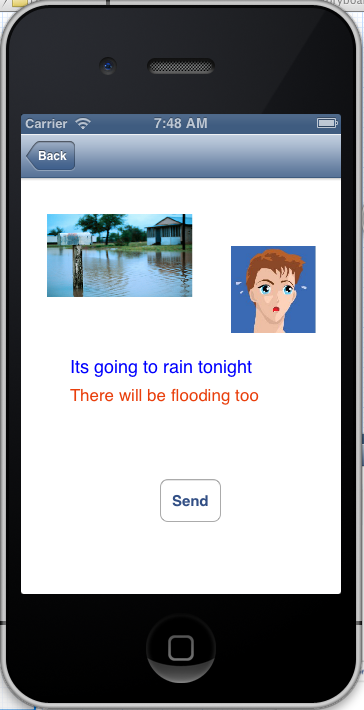 Carrier 7:48 AM
Back
Its going to rain tonight
There will be flooding too
Send